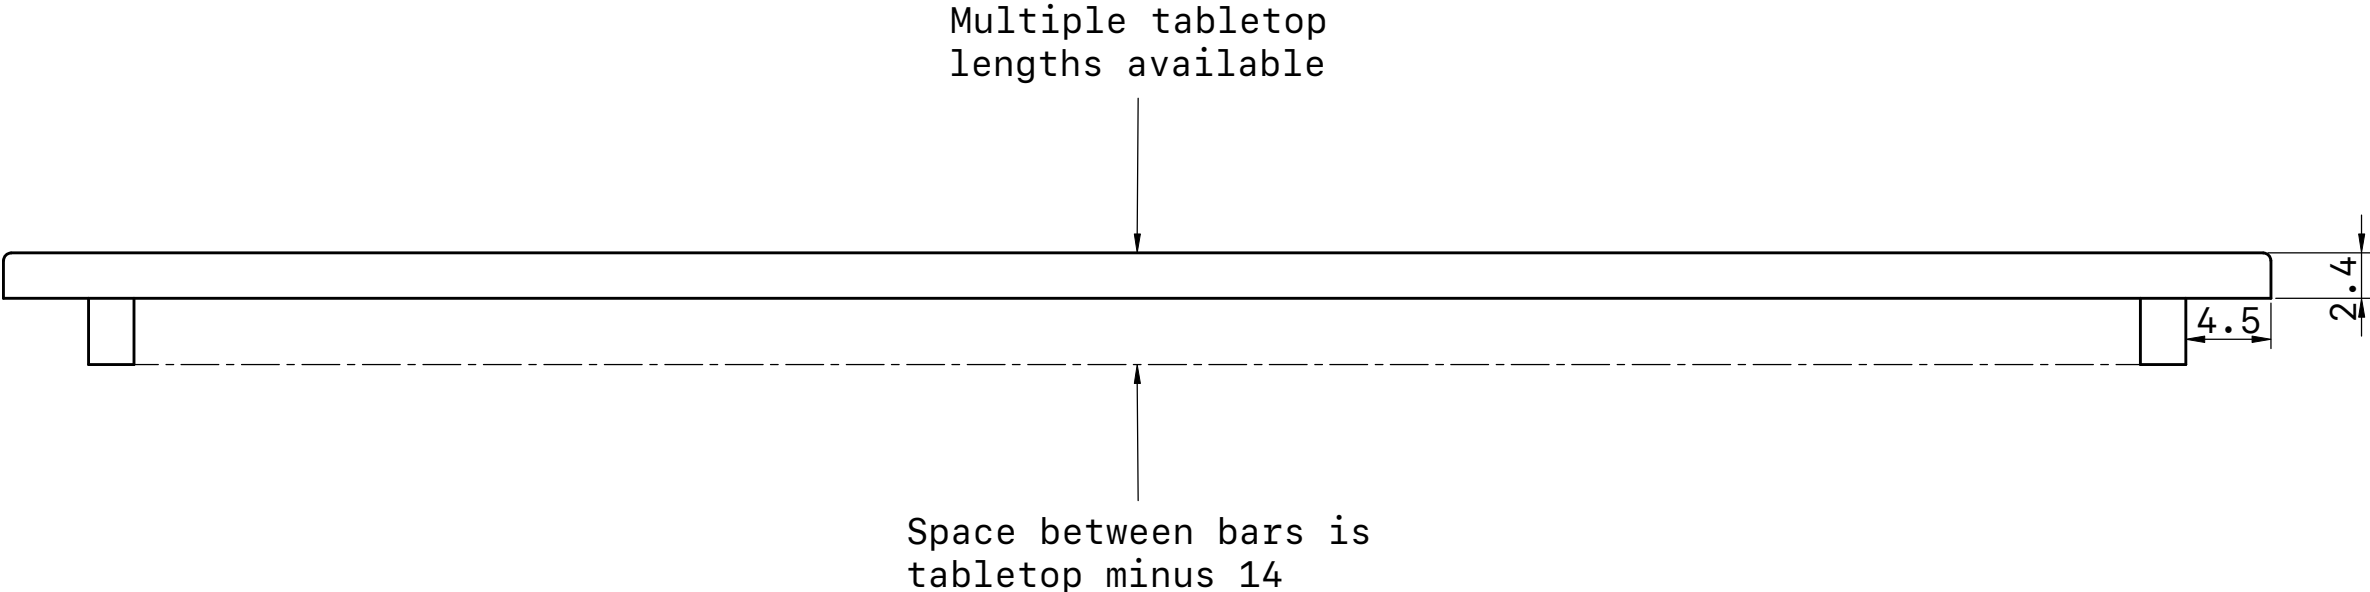 Multiple tabletop
lengths available
2.4
4.5
Space between bars is
tabletop minus 14